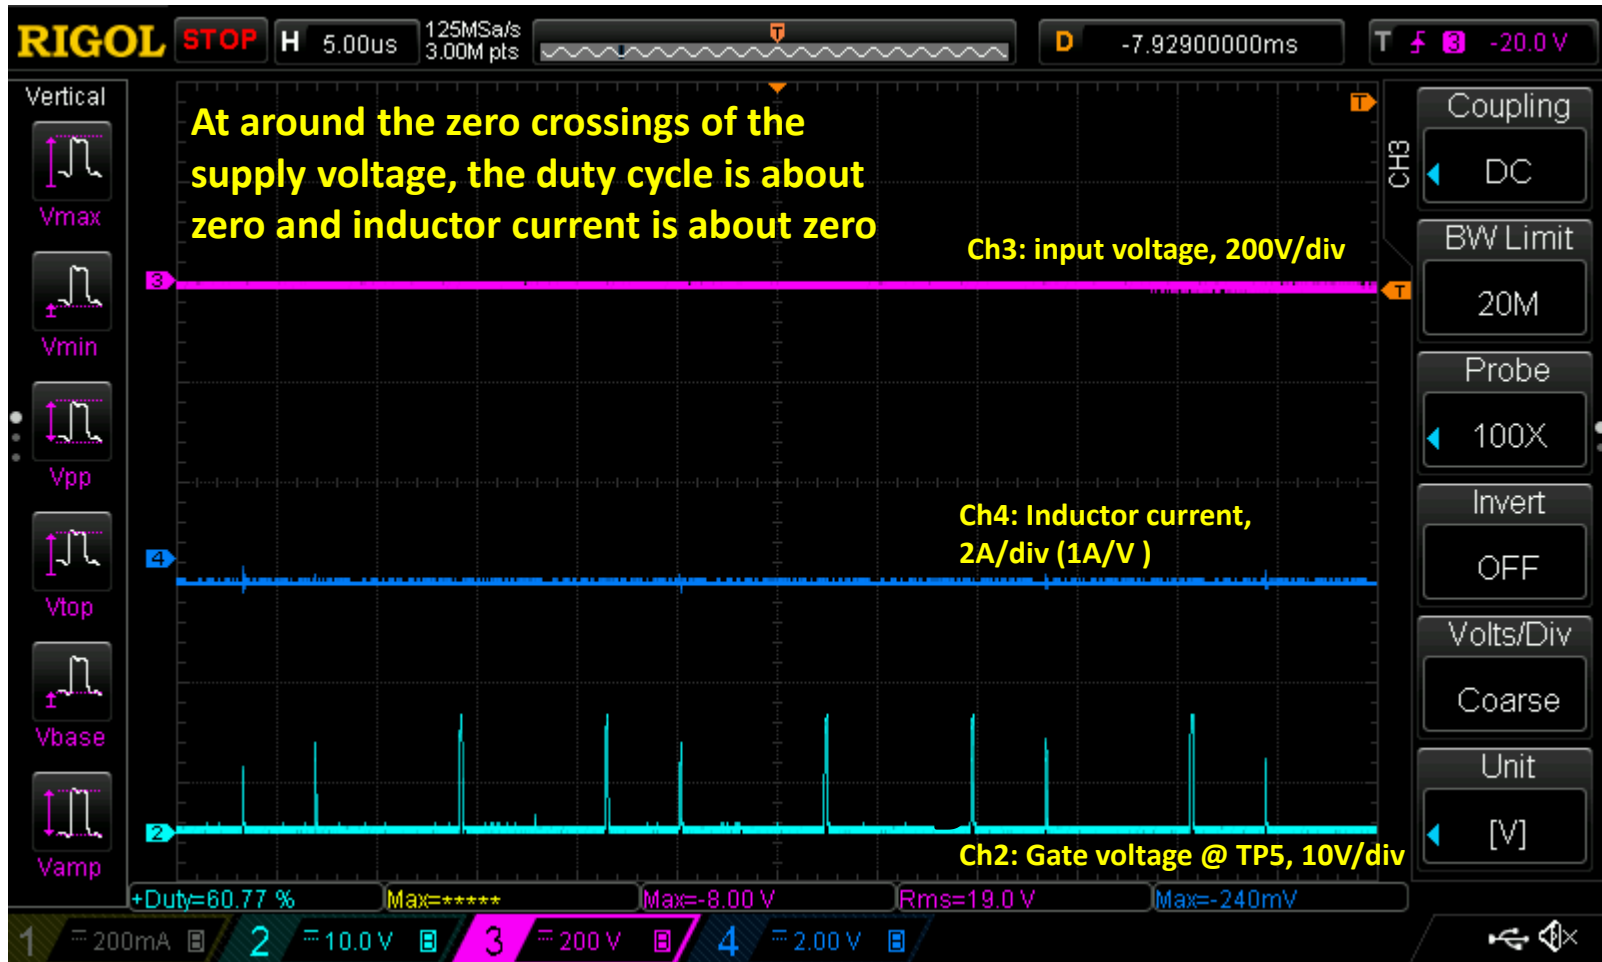 RIGOL STOP H 5.00us 125MSa/s 3.00M pts T D -7.92900000ms T 3 -20.0 V
Vertical
Vmax
Vmin
Vpp
Vtop
Vbase
Vamp
At around the zero crossings of the
supply voltage, the duty cycle is about
zero and inductor current is about zero
T
Ch3: input voltage, 200V/div
3
T
Ch4: Inductor current,
2A/div (1A/V )
4
2
Ch2: Gate voltage @ TP5, 10V/div
CH3
Coupling
DC
BW Limit
20M
Probe
100X
Invert
OFF
Volts/Div
Coarse
Unit
[V]
+Duty=60.77 % Max=***** Max=-8.00 V Rms=19.0 V Max=-240mV
1 200mA B 2 10.0 V B 3 200 V B 4 2.00 V B